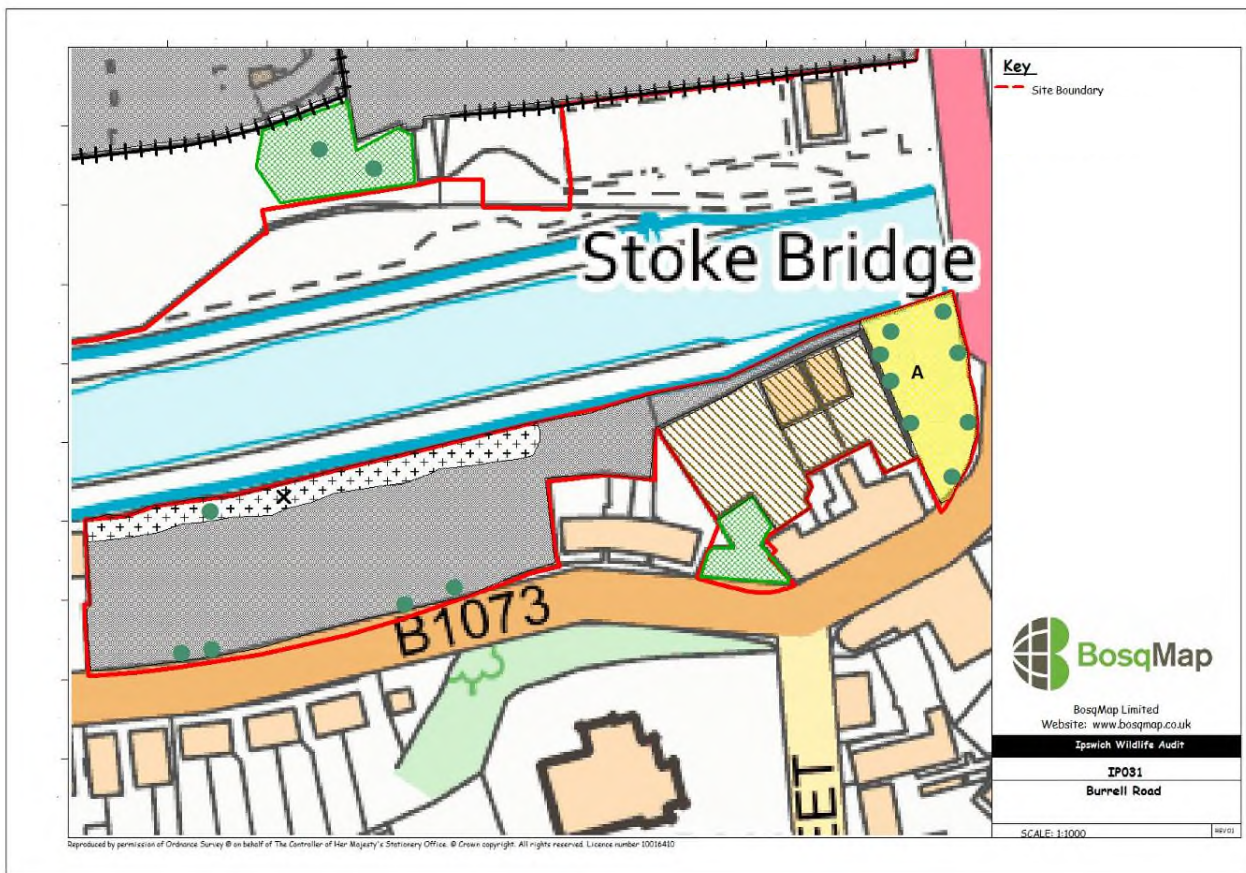 Stoke Bridge
A
X
B1073
EET
Key
Site Boundary
BosqMap
BosqMap Limited
Website: www.bosqmap.co.uk
Ipswich Wildlife Audit
IP031
Burrell Road
SCALE: 1:1000
REV01
Reproduced by permission of Ordnance Survey ® on behalf of The Controller of Her Majesty's Stationery Office. © Crown copyright. All rights reserved. Licence number 10016410